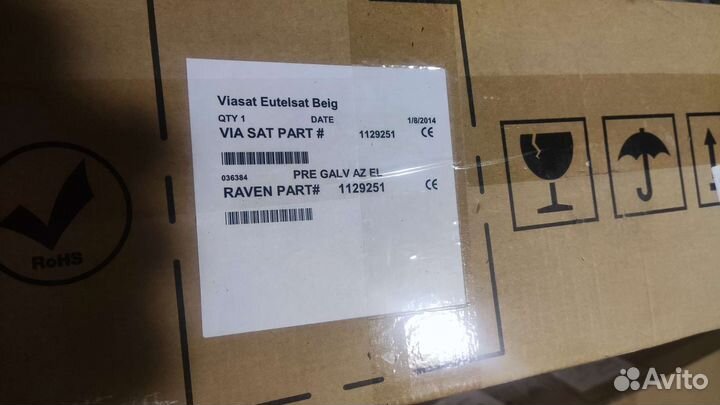 Viasat Eutelsat Beig
QTY 1 DATE 1/8/2014
VIA SAT PART # 1129251 CE
036384 PRE GALV AZ EL
RAVEN PART# 1129251 CE
RoHS
Avito